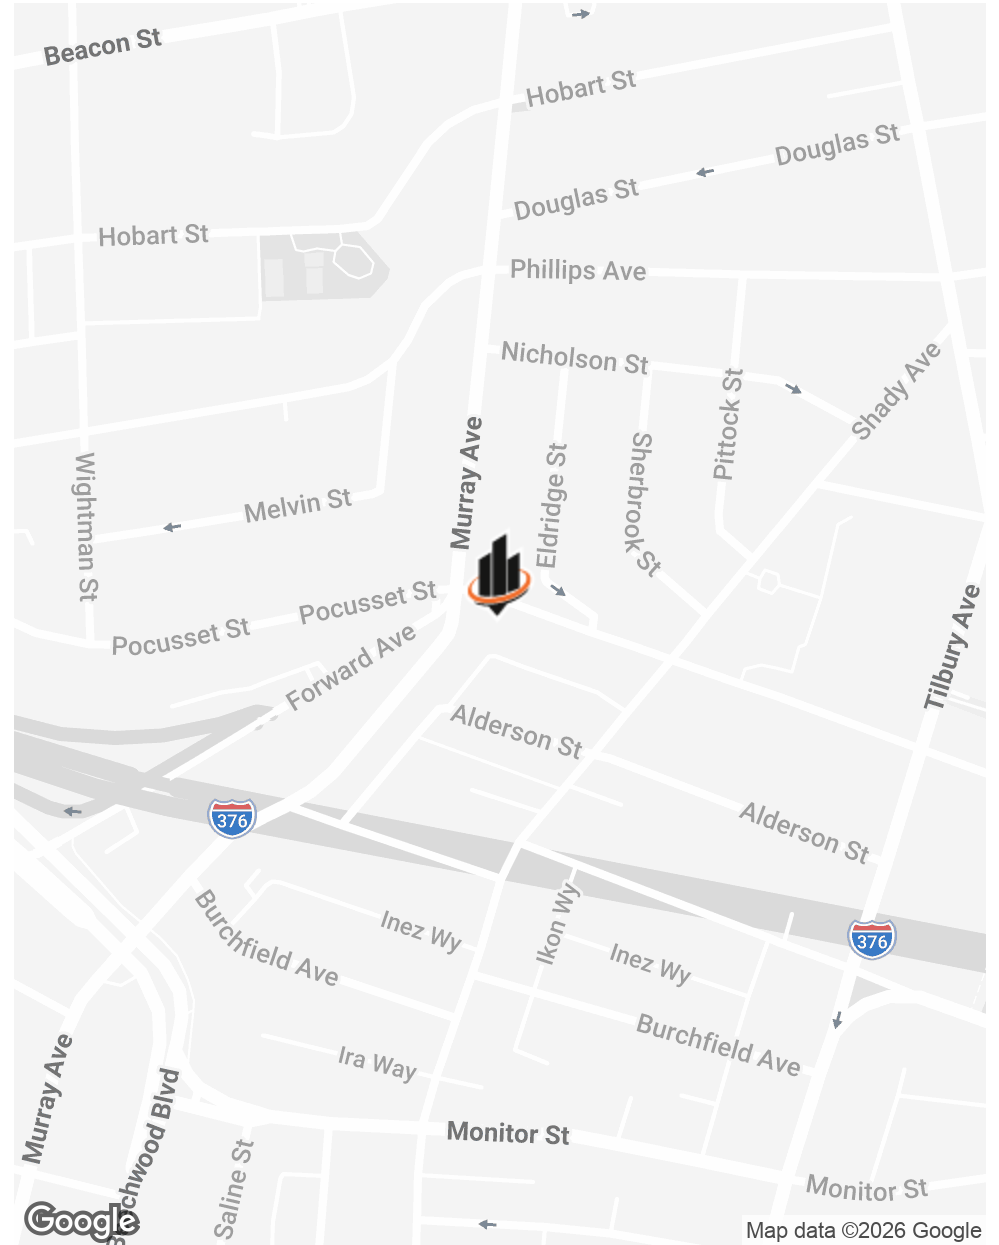 Beacon St
Hobart St
Douglas St
Douglas St
Hobart St
Phillips Ave
Nicholson St
Shady Ave
Pittock St
Murray Ave
Sherbrook St
Eldridge St
Wightman St
Melvin St
Pocusset St
Pocusset St
Forward Ave
Tilbury Ave
Alderson St
376
Alderson St
Burchfield Ave
Inez Wy
Ikon Wy
376
Inez Wy
Burchfield Ave
Ira Way
Murray Ave
Beechwood Blvd
Monitor St
Saline St
Monitor St
Google
Map data ©2026 Google